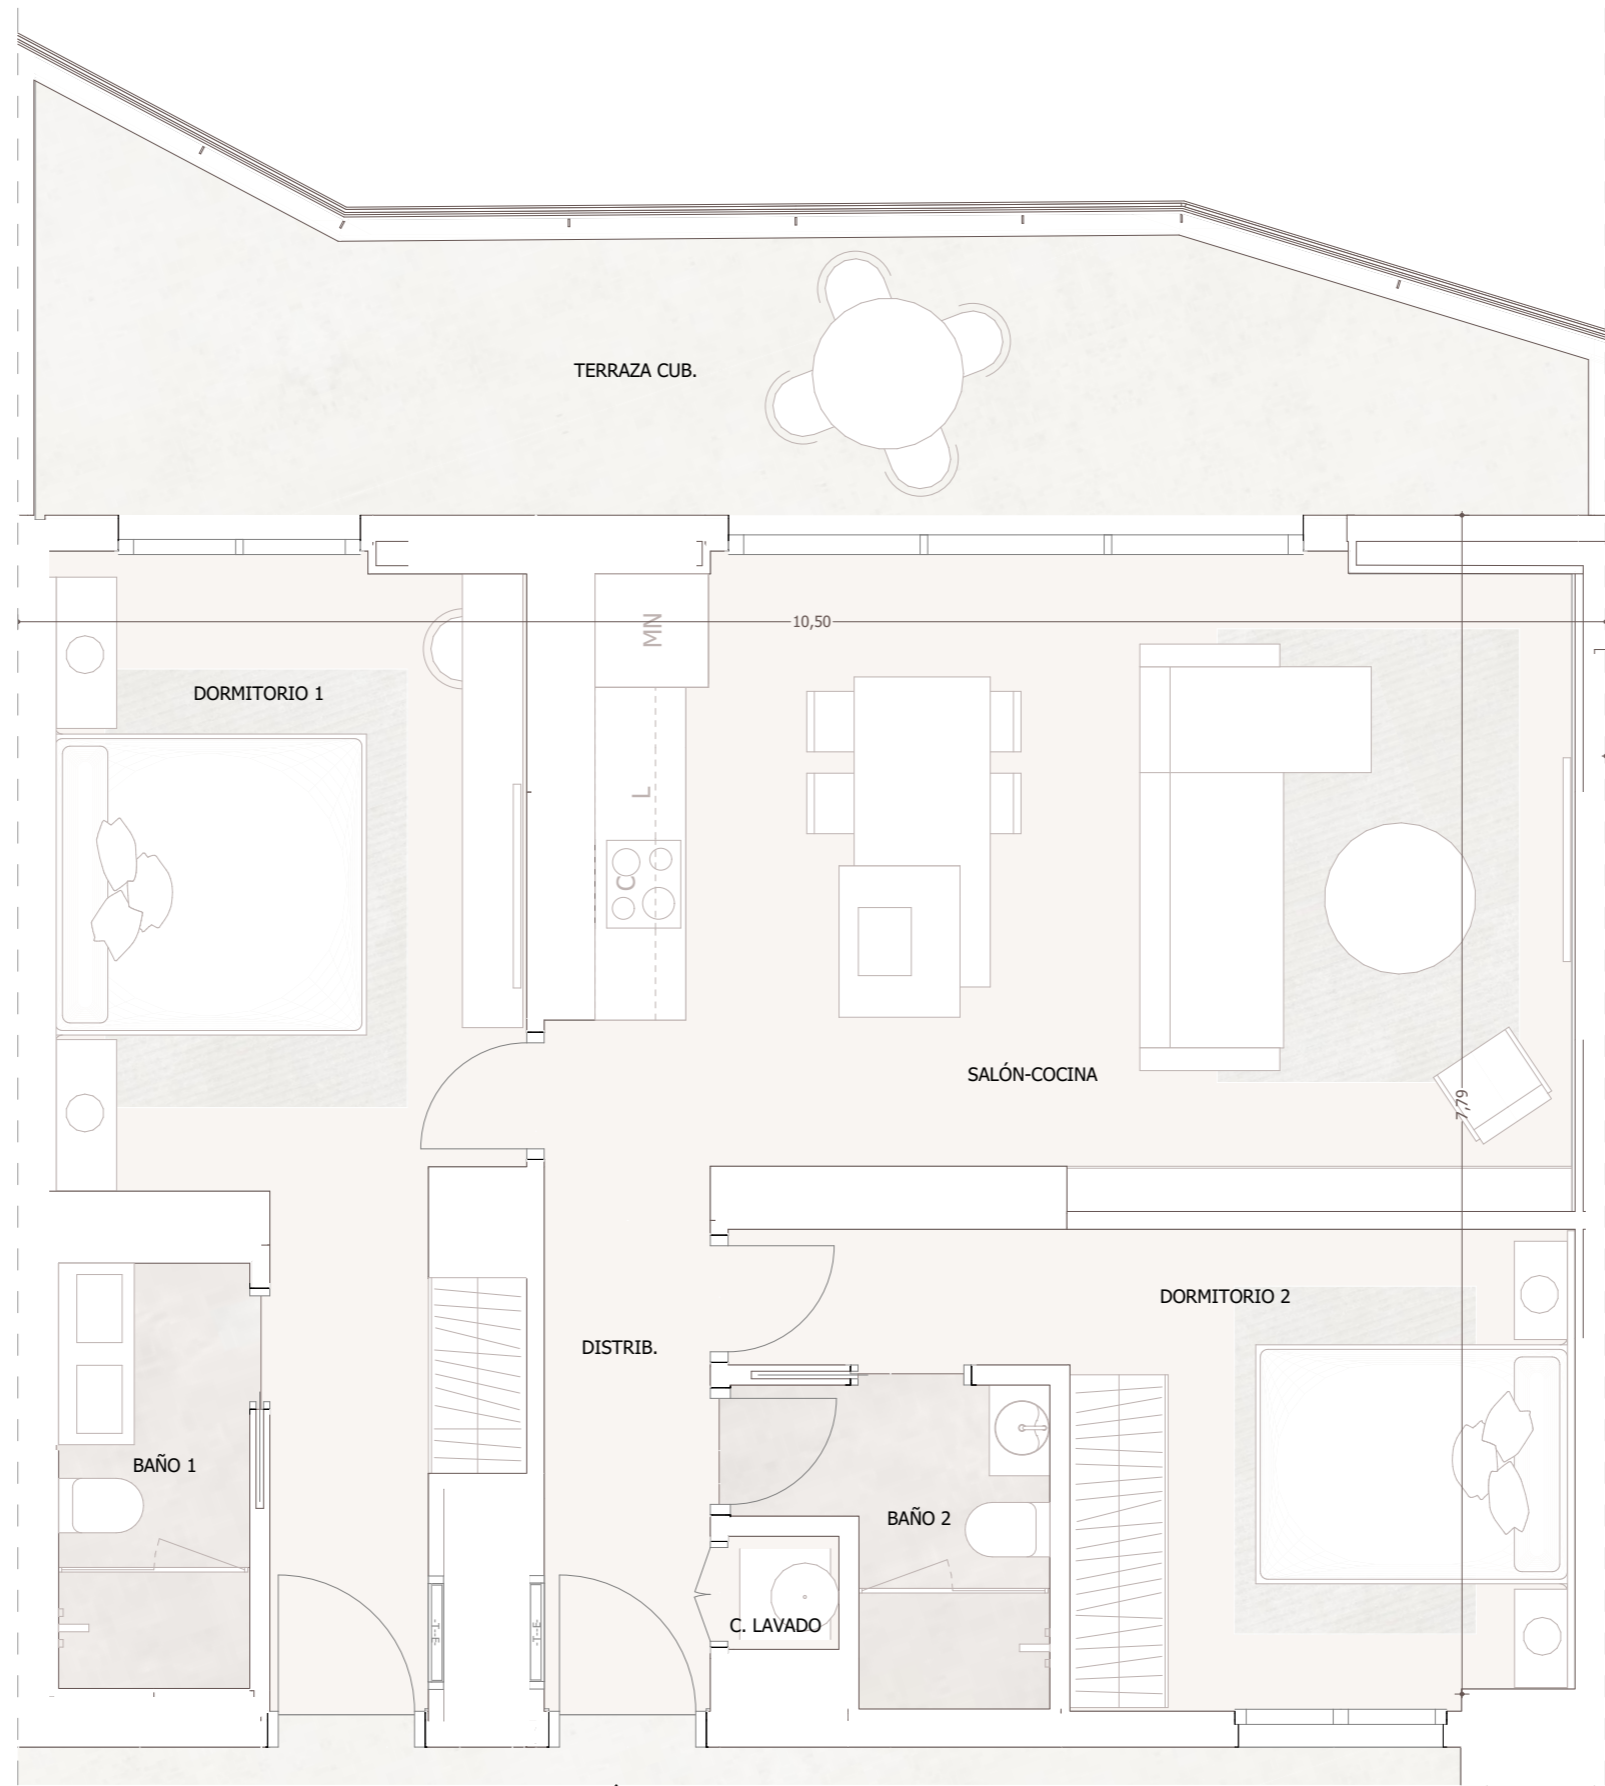 TERRAZA CUB.
10,50
MN
DORMITORIO 1
L
C
SALÓN-COCINA
7,79
DORMITORIO 2
DISTRIB.
BAÑO 1
BAÑO 2
C. LAVADO
-T-E-
-T-E-